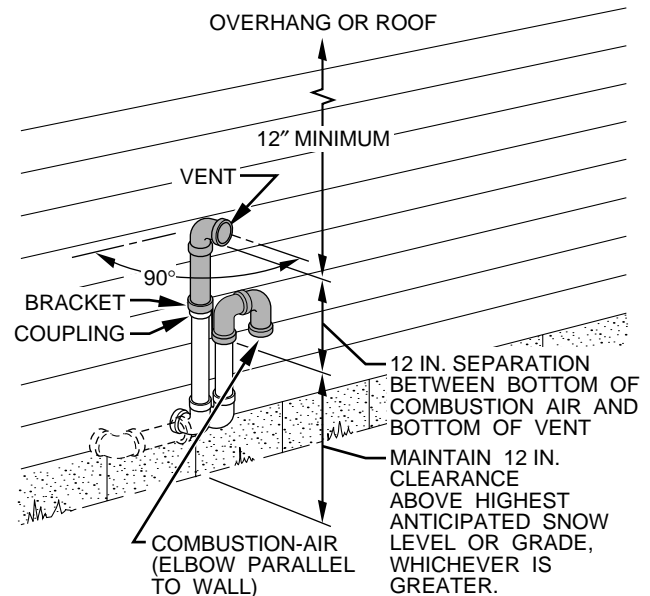 OVERHANG OR ROOF
12″ MINIMUM
VENT
90°
BRACKET
COUPLING
12 IN. SEPARATION
BETWEEN BOTTOM OF
COMBUSTION AIR AND
BOTTOM OF VENT
MAINTAIN 12 IN.
CLEARANCE
ABOVE HIGHEST
ANTICIPATED SNOW
LEVEL OR GRADE,
WHICHEVER IS
GREATER.
COMBUSTION-AIR
(ELBOW PARALLEL
TO WALL)